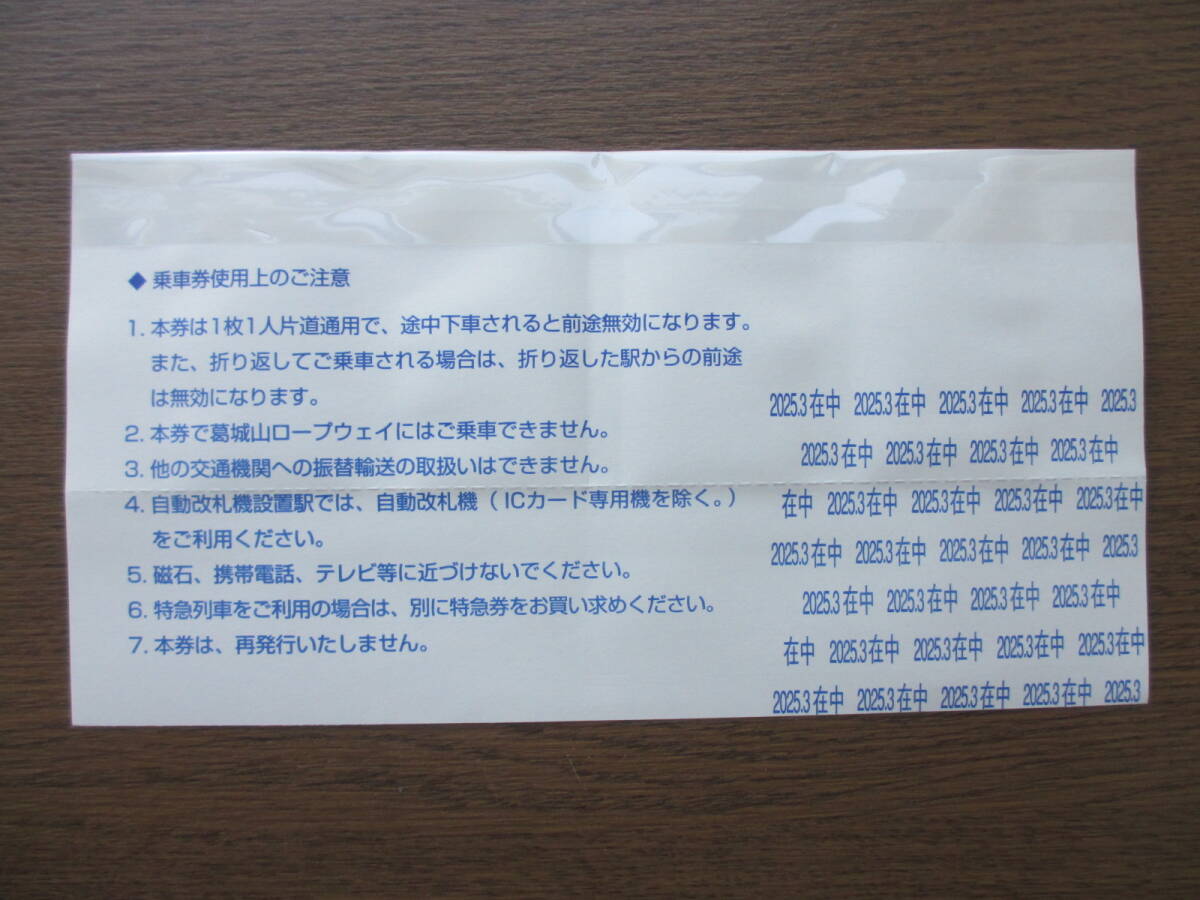 ◆ 乗車券使用上のご注意
1. 本券は1枚1人片道通用で、途中下車されると前途無効になります。
また、折り返してご乗車される場合は、折り返した駅からの前途
は無効になります。
2. 本券で葛城山ロープウェイにはご乗車できません。
3. 他の交通機関への振替輸送の取扱いはできません。
4. 自動改札機設置駅では、自動改札機（ICカード専用機を除く。）
をご利用ください。
5. 磁石、携帯電話、テレビ等に近づけないでください。
6. 特急列車をご利用の場合は、別に特急券をお買い求めください。
7. 本券は、再発行いたしません。
2025.3在中 2025.3在中 2025.3在中 2025.3在中 2025.3
2025.3在中 2025.3在中 2025.3在中 2025.3在中
在中 2025.3在中 2025.3在中 2025.3在中 2025.3在中
2025.3在中 2025.3在中 2025.3在中 2025.3在中 2025.3
2025.3在中 2025.3在中 2025.3在中 2025.3在中
在中 2025.3在中 2025.3在中 2025.3在中 2025.3在中
2025.3在中 2025.3在中 2025.3在中 2025.3在中 2025.3